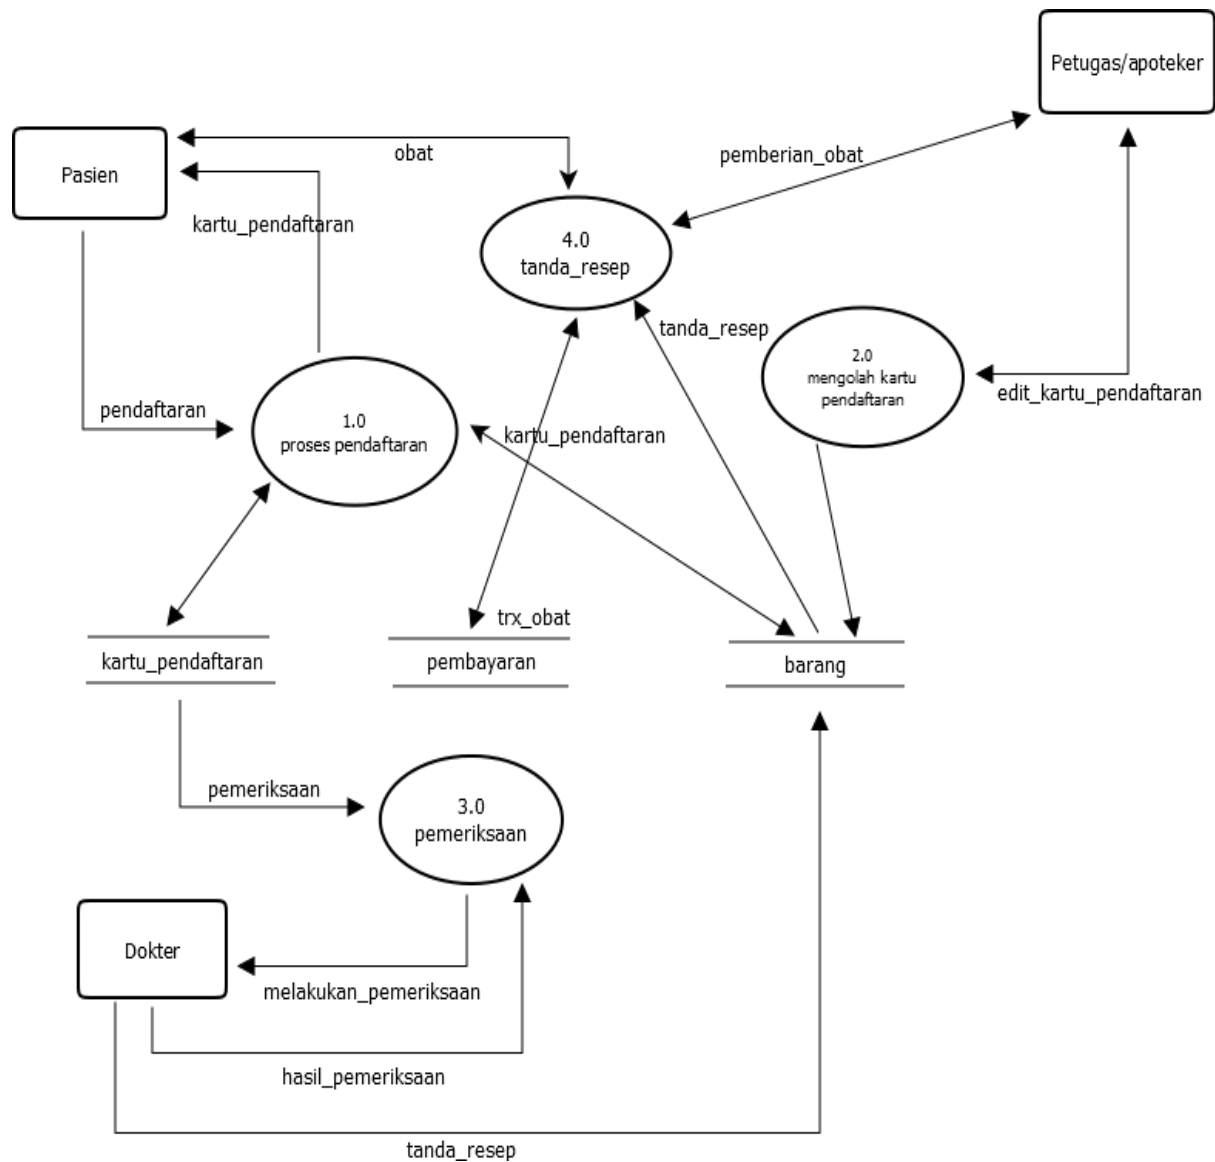 Petugas/apoteker
Pasien
obat
pemberian_obat
kartu_pendaftaran
4.0
tanda_resep
tanda_resep
2.0
mengolah kartu
pendaftaran
edit_kartu_pendaftaran
pendaftaran
1.0
proses pendaftaran
kartu_pendaftaran
trx_obat
kartu_pendaftaran
pembayaran
barang
pemeriksaan
3.0
pemeriksaan
Dokter
melakukan_pemeriksaan
hasil_pemeriksaan
tanda_resep